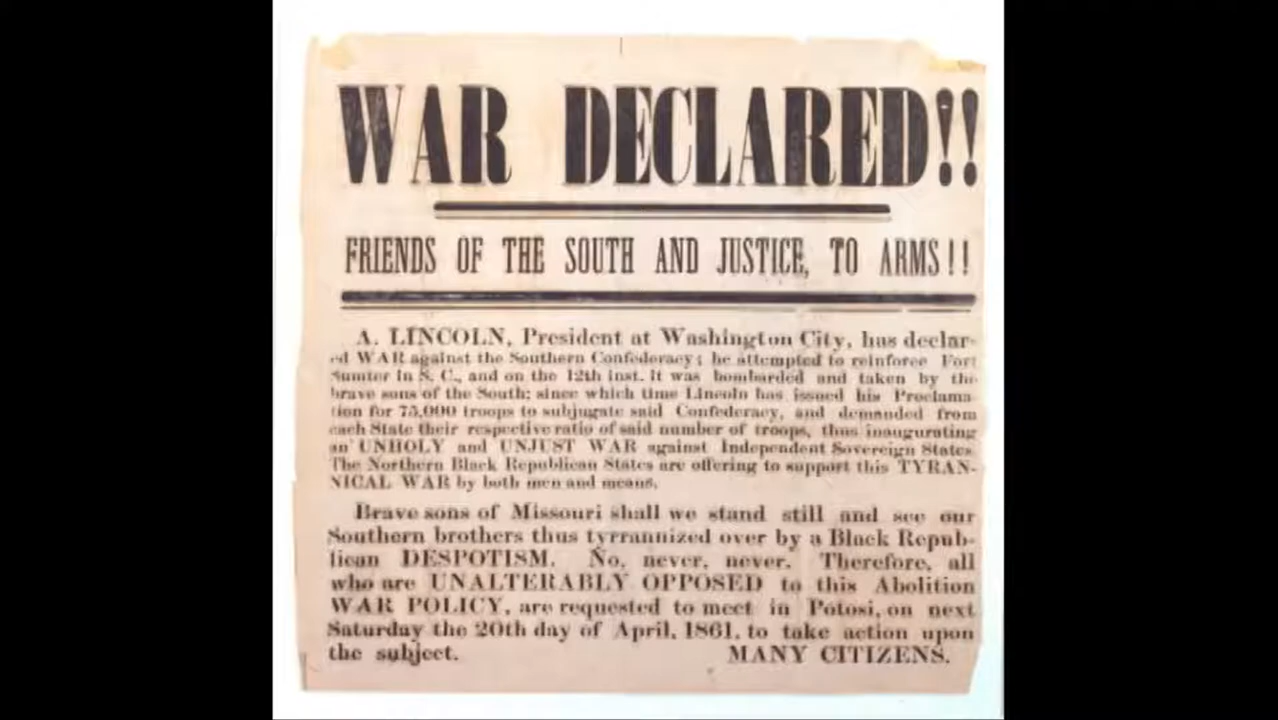 WAR DECLARED!!
FRIENDS OF THE SOUTH AND JUSTICE, TO ARMS!!
A. LINCOLN, President at Washington City, has declar-
ed WAR against the Southern Confederacy; he attempted to reinforce Fort
Sumter in S. C., and on the 12th inst. it was bombarded and taken by the
brave sons of the South; since which time Lincoln has issued his Proclama-
tion for 75,000 troops to subjugate said Confederacy, and demanded from
each State their respective ratio of said number of troops, thus inaugurating
an UNHOLY and UNJUST WAR against Independent Sovereign States.
The Northern Black Republican States are offering to support this TYRAN-
NICAL WAR by both men and means.
Brave sons of Missouri shall we stand still and see our
Southern brothers thus tyrrannized over by a Black Repub-
lican DESPOTISM. No, never, never. Therefore, all
who are UNALTERABLY OPPOSED to this Abolition
WAR POLICY, are requested to meet in Potosi, on next
Saturday the 20th day of April, 1861, to take action upon
the subject. MANY CITIZENS.